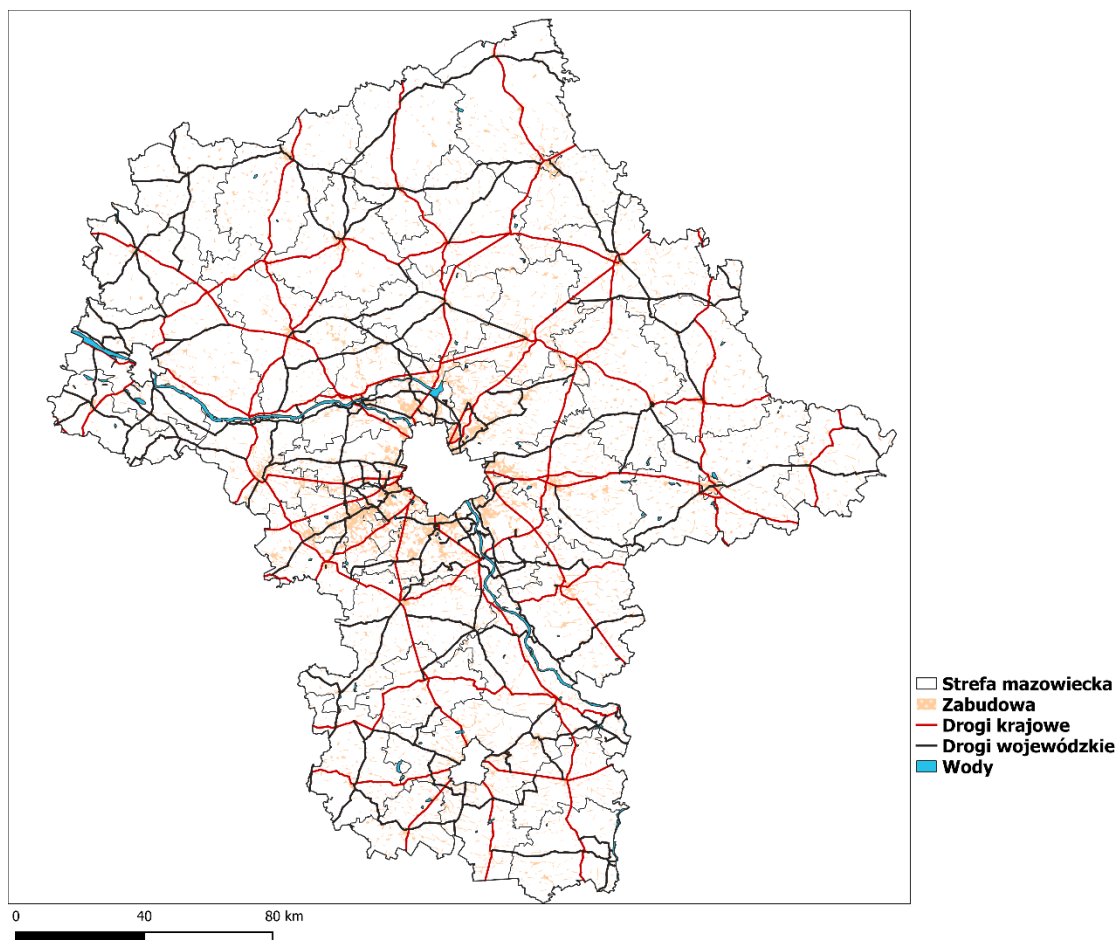 Strefa mazowiecka
Zabudowa
Drogi krajowe
Drogi wojewódzkie
Wody
0 40 80 km